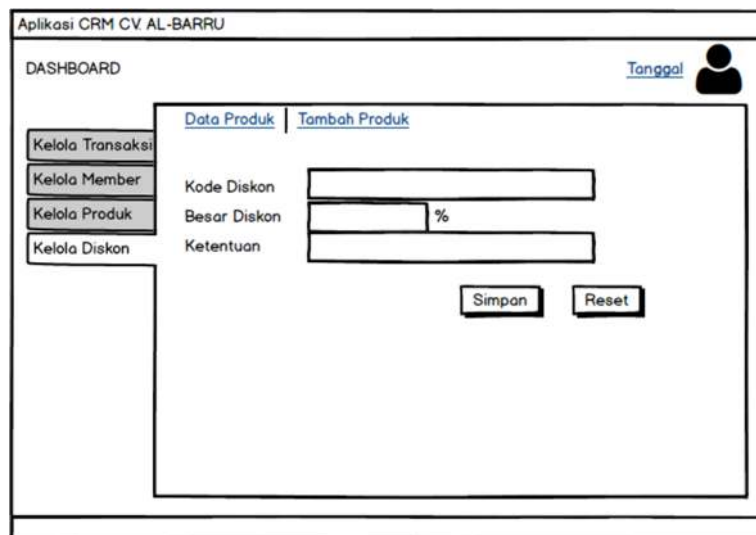 Aplikasi CRM CV. AL-BARRU
DASHBOARD
Tanggal
Data Produk | Tambah Produk
Kelola Transaksi
Kelola Member
Kelola Produk
Kelola Diskon
Kode Diskon
Besar Diskon %
Ketentuan
Simpan
Reset